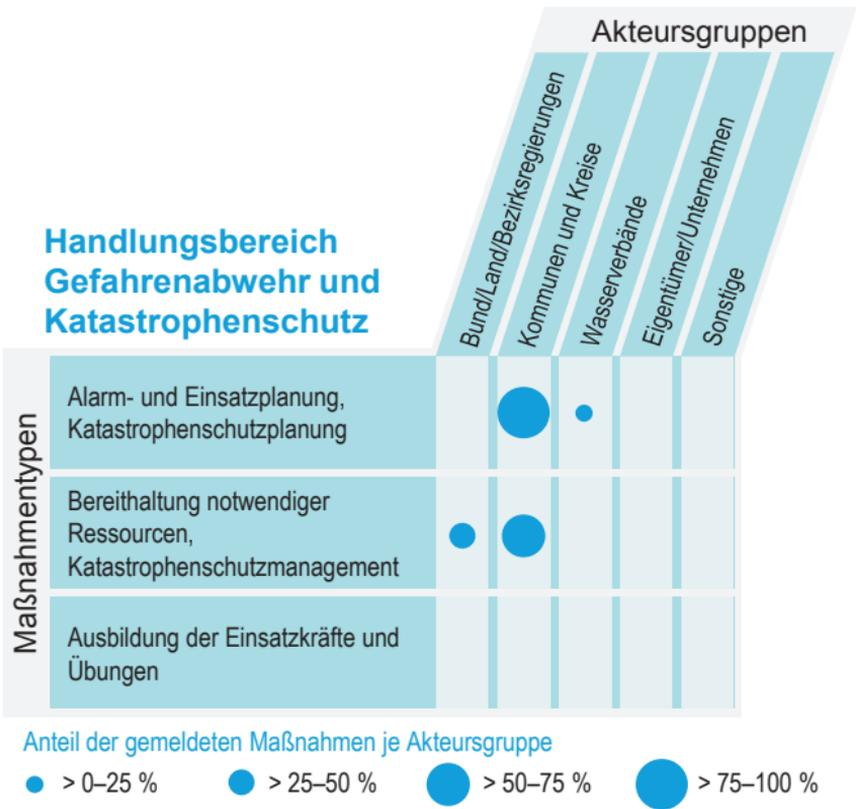 Akteursgruppen
Bund/Land/Bezirksregierungen
Kommunen und Kreise
Wasserverbände
Eigentümer/Unternehmen
Sonstige
Handlungsbereich
Gefahrenabwehr und
Katastrophenschutz
Maßnahmentypen
Alarm- und Einsatzplanung,
Katastrophenschutzplanung
Bereithaltung notwendiger
Ressourcen,
Katastrophenschutzmanagement
Ausbildung der Einsatzkräfte und
Übungen
Anteil der gemeldeten Maßnahmen je Akteursgruppe
> 0–25 % > 25–50 % > 50–75 % > 75–100 %